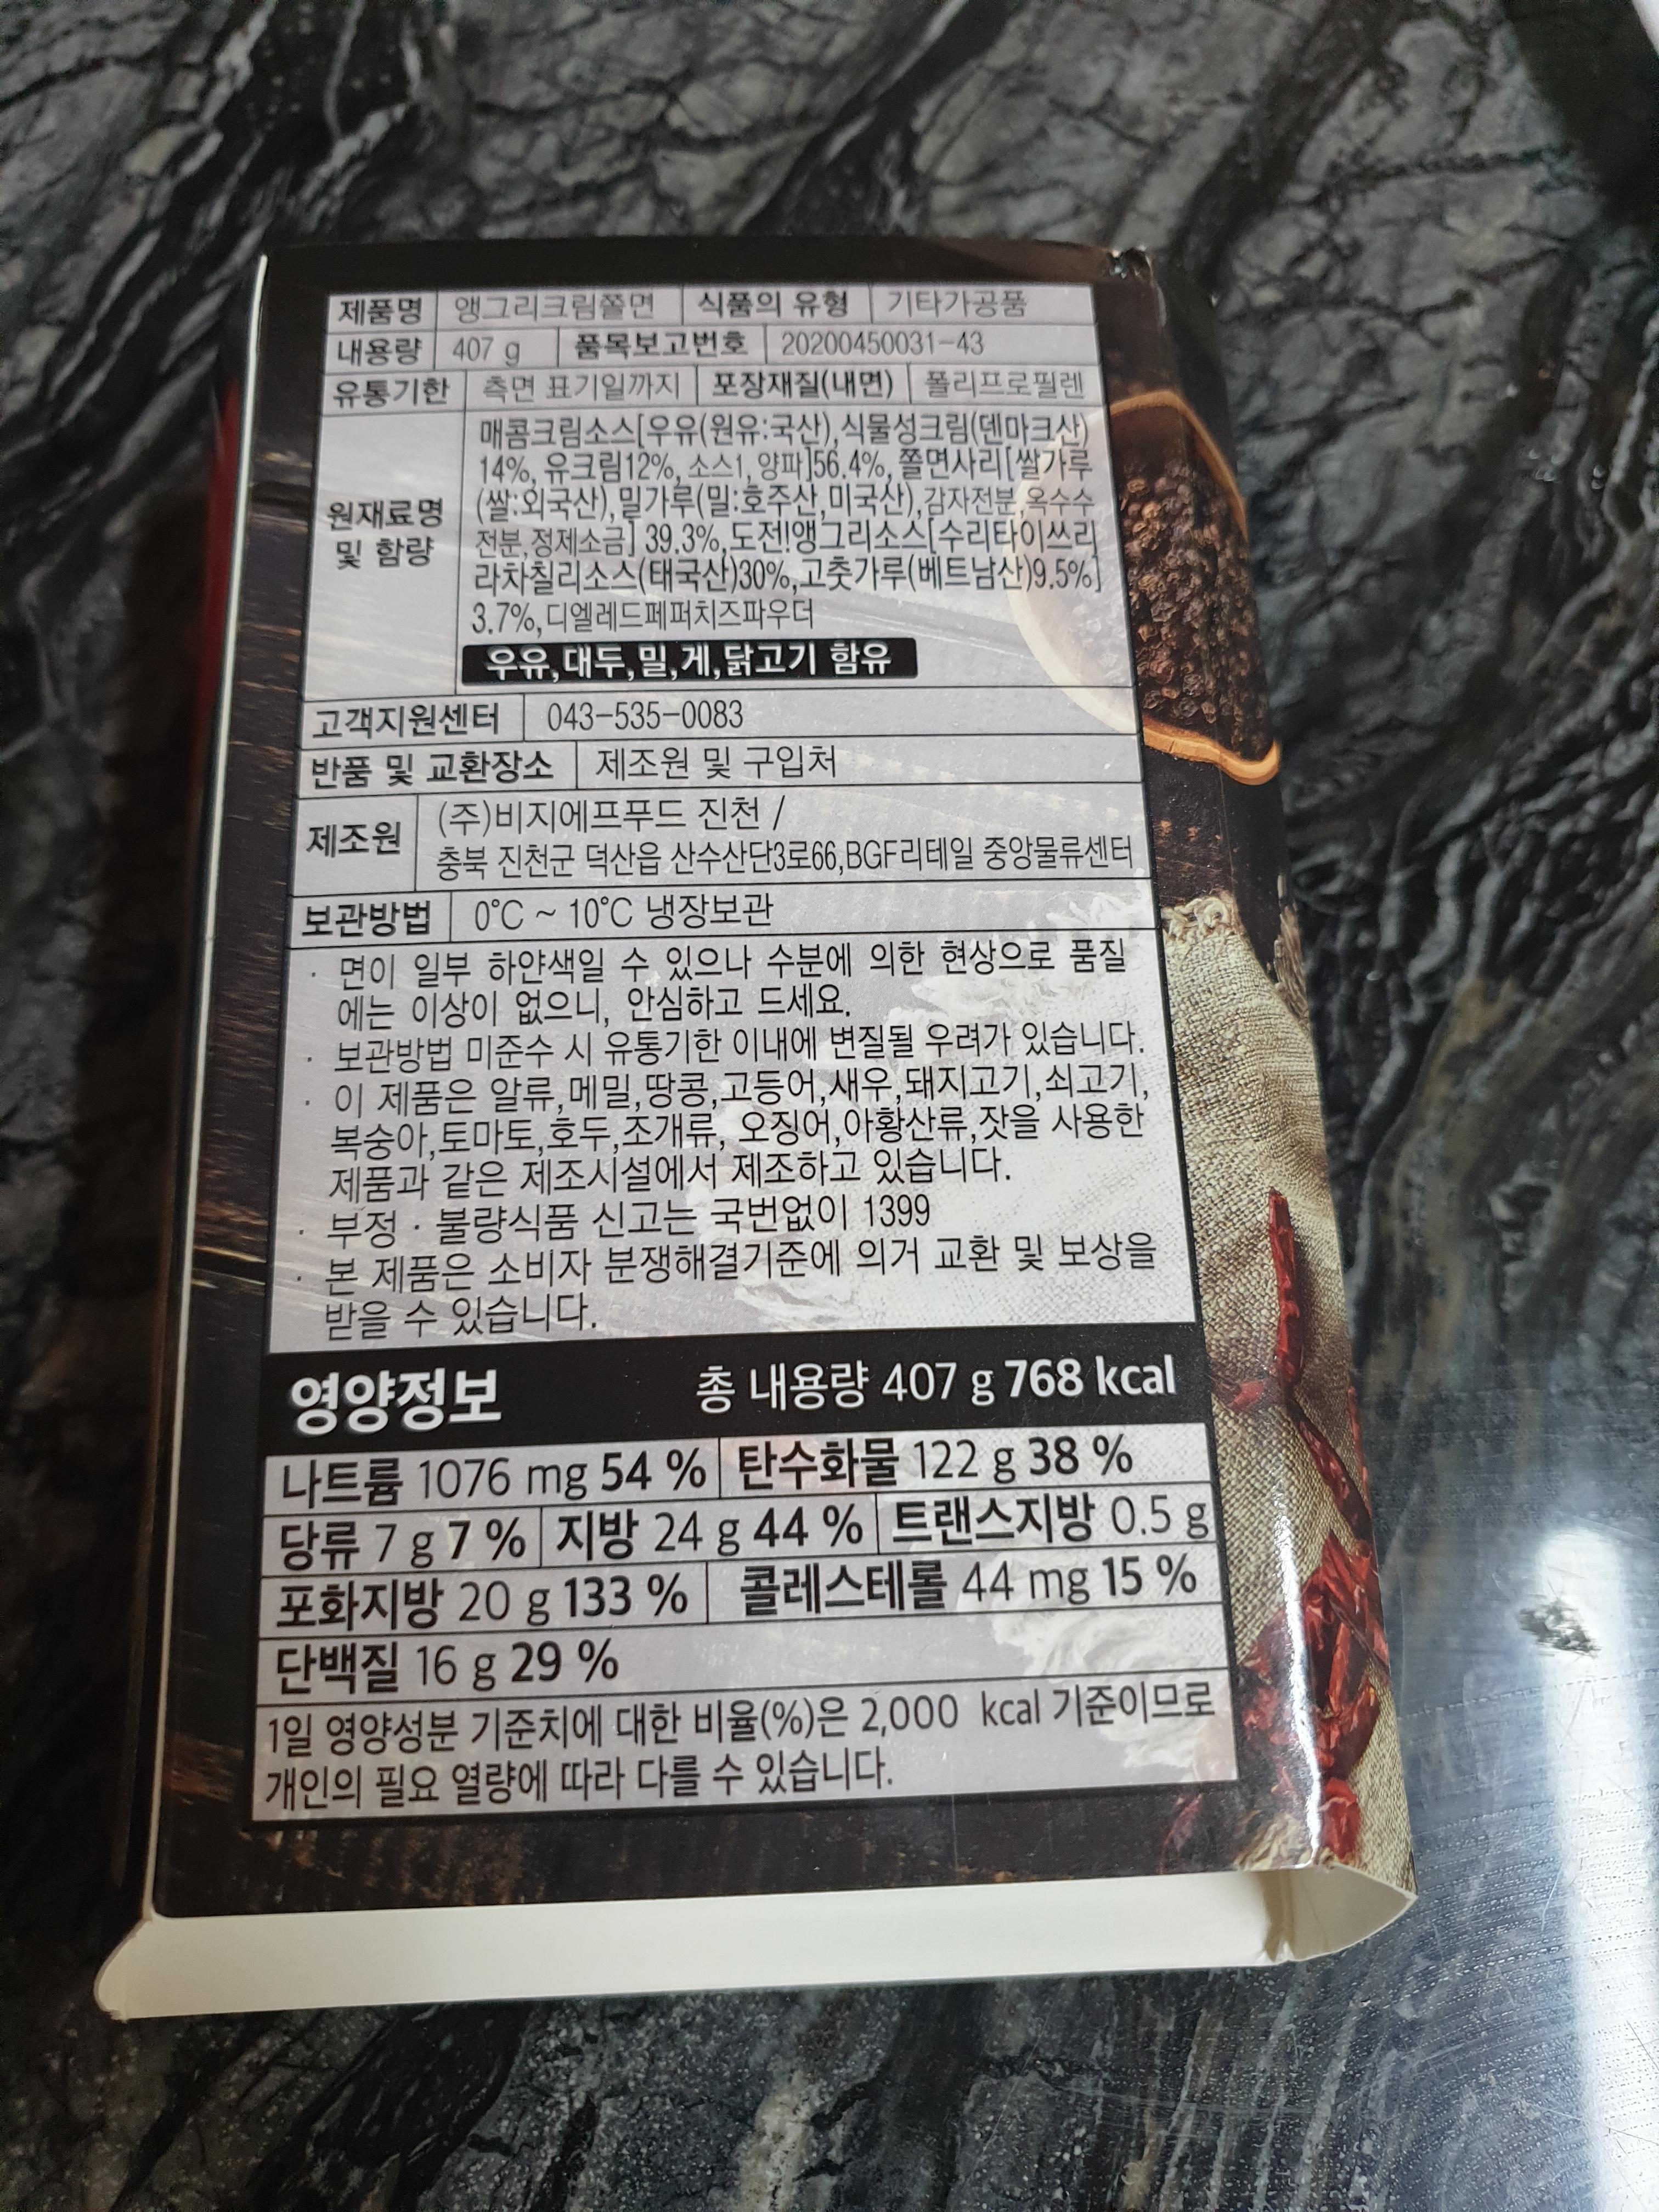 제품명 앵그리크림쫄면 식품의 유형 기타가공품
내용량 407 g 품목보고번호 20200450031-43
유통기한 측면 표기일까지 포장재질(내면) 폴리프로필렌
원재료명 및 함량
매콤크림소스[우유(원유:국산),식물성크림(덴마크산)
14%, 유크림12%, 소스1, 양파]56.4%, 쫄면사리[쌀가루
(쌀:외국산),밀가루(밀:호주산,미국산),감자전분,옥수수
전분,정제소금] 39.3%,도전!앵그리소스[수리타이쓰리
라차칠리소스(태국산)30%,고춧가루(베트남산)9.5%]
3.7%,디엘레드페퍼치즈파우더
우유,대두,밀,게,닭고기 함유
고객지원센터 043-535-0083
반품 및 교환장소 제조원 및 구입처
제조원 (주)비지에프푸드 진천 /
충북 진천군 덕산읍 산수산단3로66,BGF리테일 중앙물류센터
보관방법 0℃ ~ 10℃ 냉장보관
· 면이 일부 하얀색일 수 있으나 수분에 의한 현상으로 품질
에는 이상이 없으니, 안심하고 드세요.
· 보관방법 미준수 시 유통기한 이내에 변질될 우려가 있습니다.
· 이 제품은 알류,메밀,땅콩,고등어,새우,돼지고기,쇠고기,
복숭아,토마토,호두,조개류, 오징어,아황산류,잣을 사용한
제품과 같은 제조시설에서 제조하고 있습니다.
· 부정 · 불량식품 신고는 국번없이 1399
· 본 제품은 소비자 분쟁해결기준에 의거 교환 및 보상을
받을 수 있습니다.
영양정보 총 내용량 407 g 768 kcal
나트륨 1076 mg 54 % 탄수화물 122 g 38 %
당류 7 g 7 % 지방 24 g 44 % 트랜스지방 0.5 g
포화지방 20 g 133 % 콜레스테롤 44 mg 15 %
단백질 16 g 29 %
1일 영양성분 기준치에 대한 비율(%)은 2,000 kcal 기준이므로
개인의 필요 열량에 따라 다를 수 있습니다.